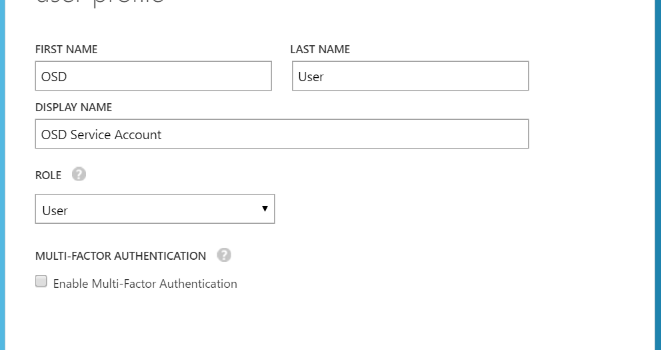 user profile
FIRST NAME LAST NAME
OSD User
DISPLAY NAME
OSD Service Account
ROLE ?
User
MULTI-FACTOR AUTHENTICATION ?
Enable Multi-Factor Authentication